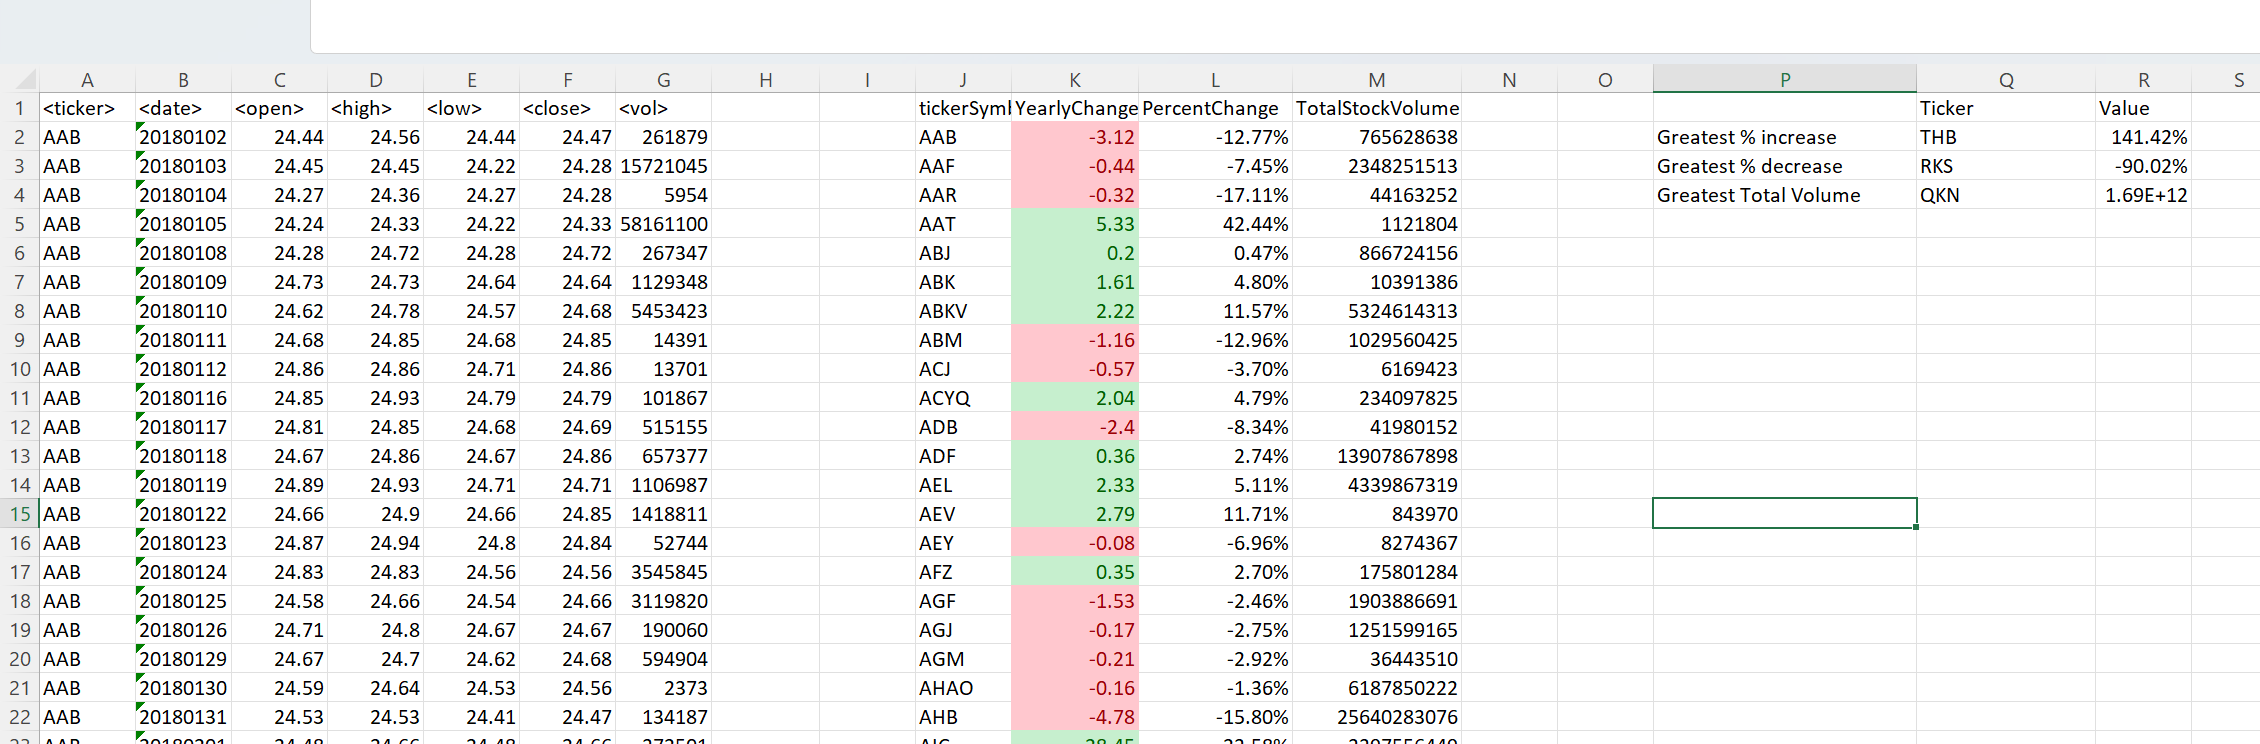 A B C D E F G H I J K L M N O P Q R S
1 <ticker> <date> <open> <high> <low> <close> <vol> tickerSyml YearlyChange PercentChange TotalStockVolume Ticker Value
2 AAB 20180102 24.44 24.56 24.44 24.47 261879 AAB -3.12 -12.77% 765628638 Greatest % increase THB 141.42%
3 AAB 20180103 24.45 24.45 24.22 24.28 15721045 AAF -0.44 -7.45% 2348251513 Greatest % decrease RKS -90.02%
4 AAB 20180104 24.27 24.36 24.27 24.28 5954 AAR -0.32 -17.11% 44163252 Greatest Total Volume QKN 1.69E+12
5 AAB 20180105 24.24 24.33 24.22 24.33 58161100 AAT 5.33 42.44% 1121804
6 AAB 20180108 24.28 24.72 24.28 24.72 267347 ABJ 0.2 0.47% 866724156
7 AAB 20180109 24.73 24.73 24.64 24.64 1129348 ABK 1.61 4.80% 10391386
8 AAB 20180110 24.62 24.78 24.57 24.68 5453423 ABKV 2.22 11.57% 5324614313
9 AAB 20180111 24.68 24.85 24.68 24.85 14391 ABM -1.16 -12.96% 1029560425
10 AAB 20180112 24.86 24.86 24.71 24.86 13701 ACJ -0.57 -3.70% 6169423
11 AAB 20180116 24.85 24.93 24.79 24.79 101867 ACYQ 2.04 4.79% 234097825
12 AAB 20180117 24.81 24.85 24.68 24.69 515155 ADB -2.4 -8.34% 41980152
13 AAB 20180118 24.67 24.86 24.67 24.86 657377 ADF 0.36 2.74% 13907867898
14 AAB 20180119 24.89 24.93 24.71 24.71 1106987 AEL 2.33 5.11% 4339867319
15 AAB 20180122 24.66 24.9 24.66 24.85 1418811 AEV 2.79 11.71% 843970
16 AAB 20180123 24.87 24.94 24.8 24.84 52744 AEY -0.08 -6.96% 8274367
17 AAB 20180124 24.83 24.83 24.56 24.56 3545845 AFZ 0.35 2.70% 175801284
18 AAB 20180125 24.58 24.66 24.54 24.66 3119820 AGF -1.53 -2.46% 1903886691
19 AAB 20180126 24.71 24.8 24.67 24.67 190060 AGJ -0.17 -2.75% 1251599165
20 AAB 20180129 24.67 24.7 24.62 24.68 594904 AGM -0.21 -2.92% 36443510
21 AAB 20180130 24.59 24.64 24.53 24.56 2373 AHAO -0.16 -1.36% 6187850222
22 AAB 20180131 24.53 24.53 24.41 24.47 134187 AHB -4.78 -15.80% 25640283076